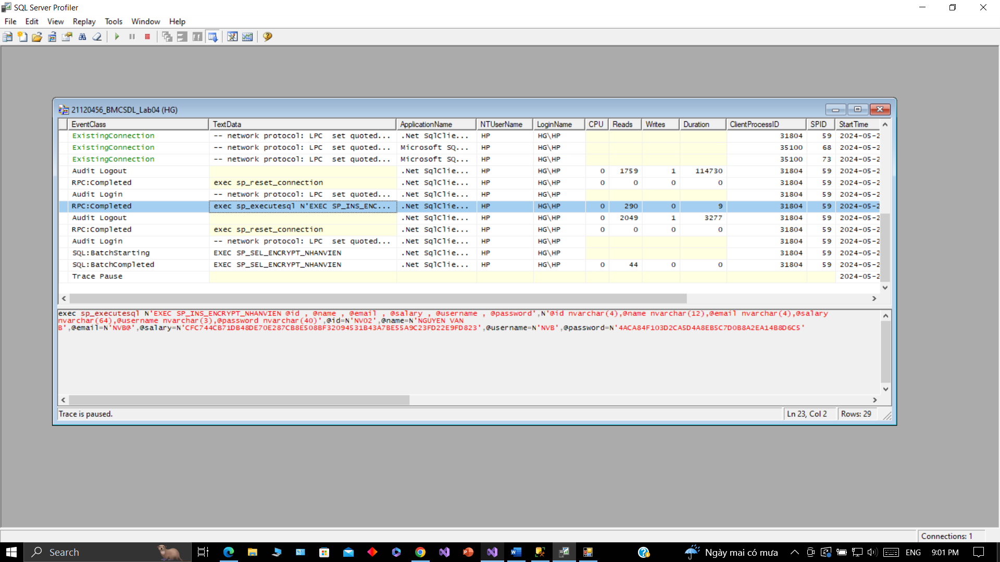 SQL Server Profiler
File Edit View Replay Tools Window Help
21120456_BMCSDL_Lab04 (HG)
EventClass TextData ApplicationName NTUserName LoginName CPU Reads Writes Duration ClientProcessID SPID StartTime
ExistingConnection -- network protocol: LPC set quoted... .Net SqlClie... HP HG\HP 31804 59 2024-05-2
ExistingConnection -- network protocol: LPC set quoted... Microsoft SQ... HP HG\HP 35100 68 2024-05-2
ExistingConnection -- network protocol: LPC set quoted... Microsoft SQ... HP HG\HP 35100 73 2024-05-2
Audit Logout .Net SqlClie... HP HG\HP 0 1759 1 114730 31804 59 2024-05-2
RPC:Completed exec sp_reset_connection .Net SqlClie... HP HG\HP 0 0 0 0 31804 59 2024-05-2
Audit Login -- network protocol: LPC set quoted... .Net SqlClie... HP HG\HP 31804 59 2024-05-2
RPC:Completed exec sp_executesql N'EXEC SP_INS_ENC... .Net SqlClie... HP HG\HP 0 290 0 9 31804 59 2024-05-2
Audit Logout .Net SqlClie... HP HG\HP 0 2049 1 3277 31804 59 2024-05-2
RPC:Completed exec sp_reset_connection .Net SqlClie... HP HG\HP 0 0 0 0 31804 59 2024-05-2
Audit Login -- network protocol: LPC set quoted... .Net SqlClie... HP HG\HP 31804 59 2024-05-2
SQL:BatchStarting EXEC SP_SEL_ENCRYPT_NHANVIEN .Net SqlClie... HP HG\HP 31804 59 2024-05-2
SQL:BatchCompleted EXEC SP_SEL_ENCRYPT_NHANVIEN .Net SqlClie... HP HG\HP 0 44 0 0 31804 59 2024-05-2
Trace Pause 2024-05-2
exec sp_executesql N'EXEC SP_INS_ENCRYPT_NHANVIEN @id , @name , @email , @salary , @username , @password',N'@id nvarchar(4),@name nvarchar(12),@email nvarchar(4),@salary
nvarchar(64),@username nvarchar(3),@password nvarchar(40)',@id=N'NV02',@name=N'NGUYEN VAN
B',@email=N'NVB@',@salary=N'CFC744CB71DB48DE70E287CB8E508BF32094531B43A7BE55A9C23FD22E9FD823',@username=N'NVB',@password=N'4ACA84F103D2CA5D4A8EB5C7D0B8A2EA14B8D6C5'
Trace is paused. Ln 23, Col 2 Rows: 29
Connections: 1
Search Ngày mai có mưa ENG 9:01 PM